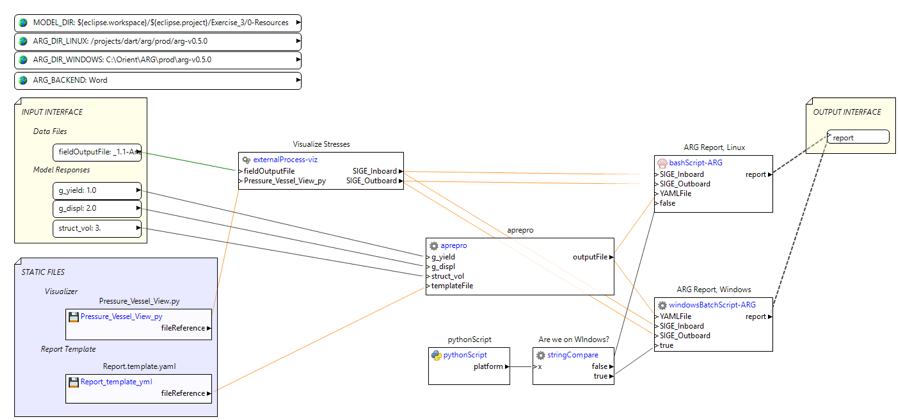 MODEL_DIR: ${eclipse.workspace}/${eclipse.project}/Exercise_3/0-Resources
ARG_DIR_LINUX: /projects/dart/arg/prod/arg-v0.5.0
ARG_DIR_WINDOWS: C:\Orient\ARG\prod\arg-v0.5.0
ARG_BACKEND: Word
INPUT INTERFACE
Data Files
fieldOutputFile: _1.1-A
Model Responses
g_yield: 1.0
g_displ: 2.0
struct_vol: 3.
STATIC FILES
Visualizer
Pressure_Vessel_View.py
Pressure_Vessel_View_py
fileReference
Report Template
Report.template.yaml
Report_template_yml
fileReference
Visualize Stresses
externalProcess-viz
fieldOutputFile
SIGE_Inboard
Pressure_Vessel_View_py
SIGE_Outboard
aprepro
aprepro
g_yield
outputFile
g_displ
struct_vol
templateFile
pythonScript
pythonScript
platform
Are we on WIndows?
stringCompare
x
false
true
ARG Report, Linux
bashScript-ARG
SIGE_Inboard
report
SIGE_Outboard
YAMLFile
false
ARG Report, Windows
windowsBatchScript-ARG
YAMLFile
report
SIGE_Inboard
SIGE_Outboard
true
OUTPUT INTERFACE
report